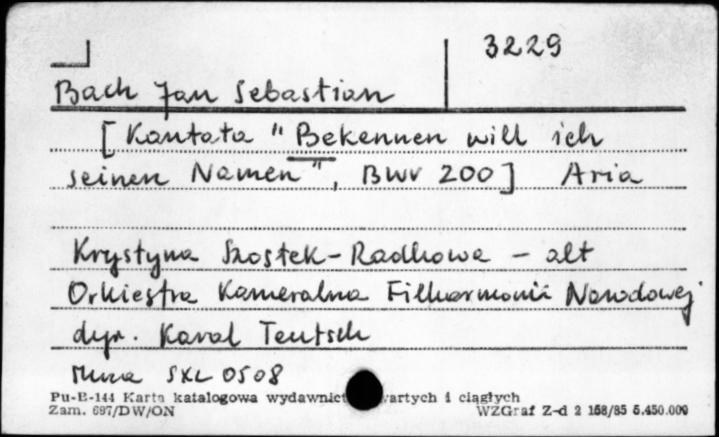 3229
Bach Jan Sebastian
[Kantata "Bekennen will ich
seinen Namen", BWV 200] Aria
Krystyna Szostek-Radkowa – alt
Orkiestra Kameralna Filharmonii Narodowej
dyr. Karol Teutsch
Muza SXL 0508
Pu-B-144 Karta katalogowa wydawnict wartych i ciągłych
Zam. 697/DW/ON WZGraf Z-d 2 158/85 5.450.000